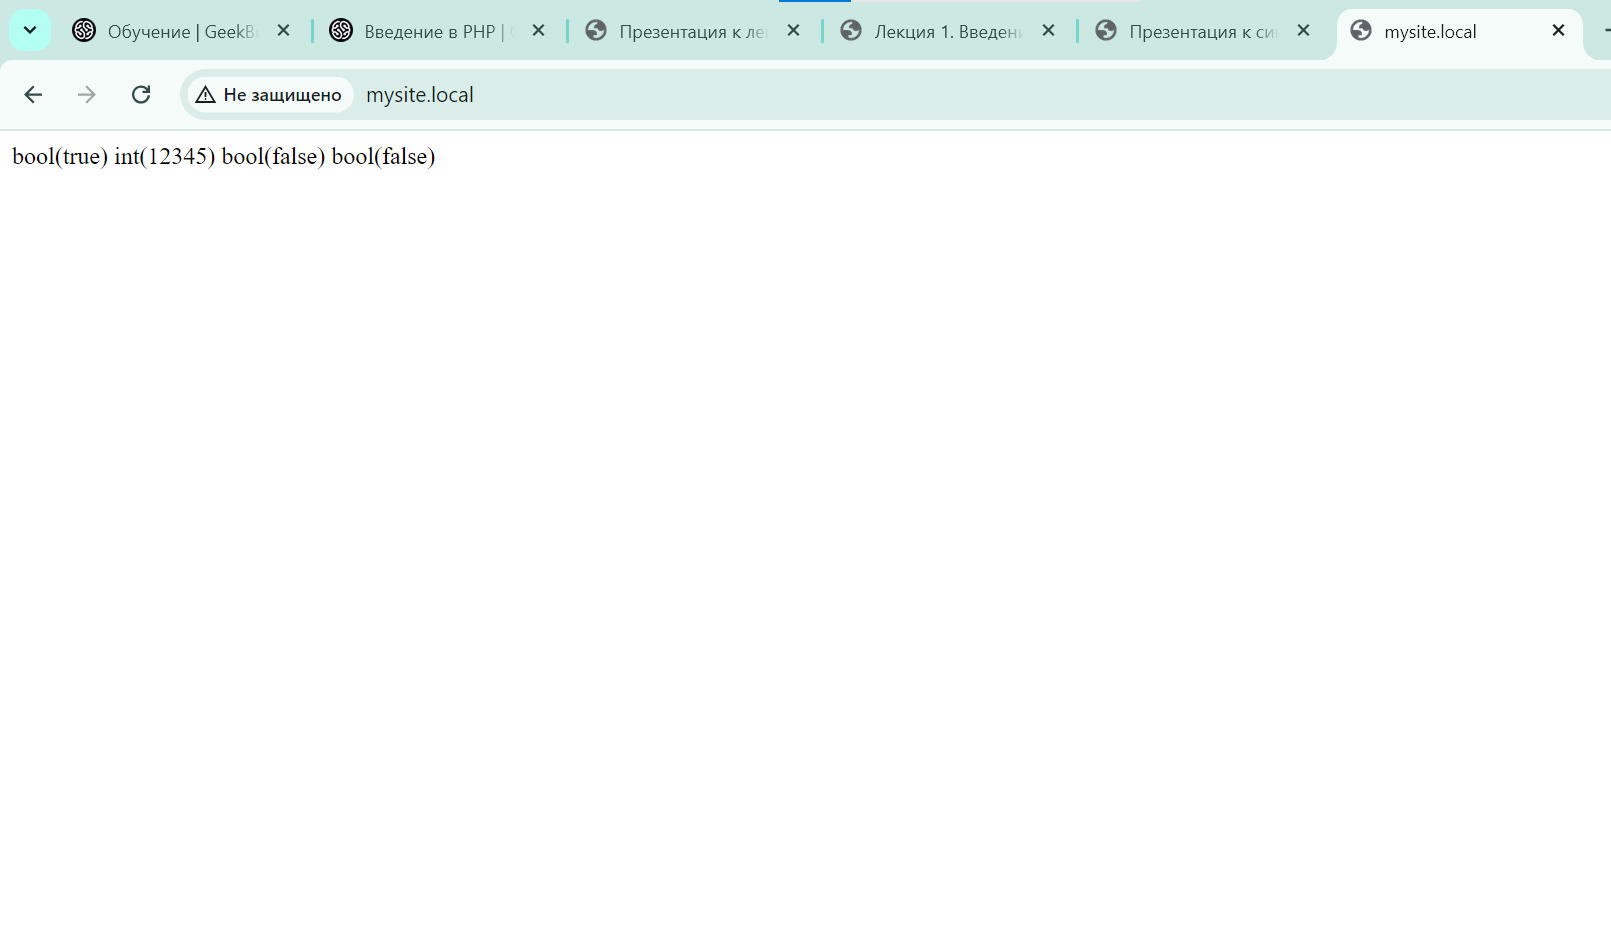 Обучение | GeekB
Введение в PHP |
Презентация к ле
Лекция 1. Введен
Презентация к си
mysite.local
Не защищено
mysite.local
bool(true) int(12345) bool(false) bool(false)